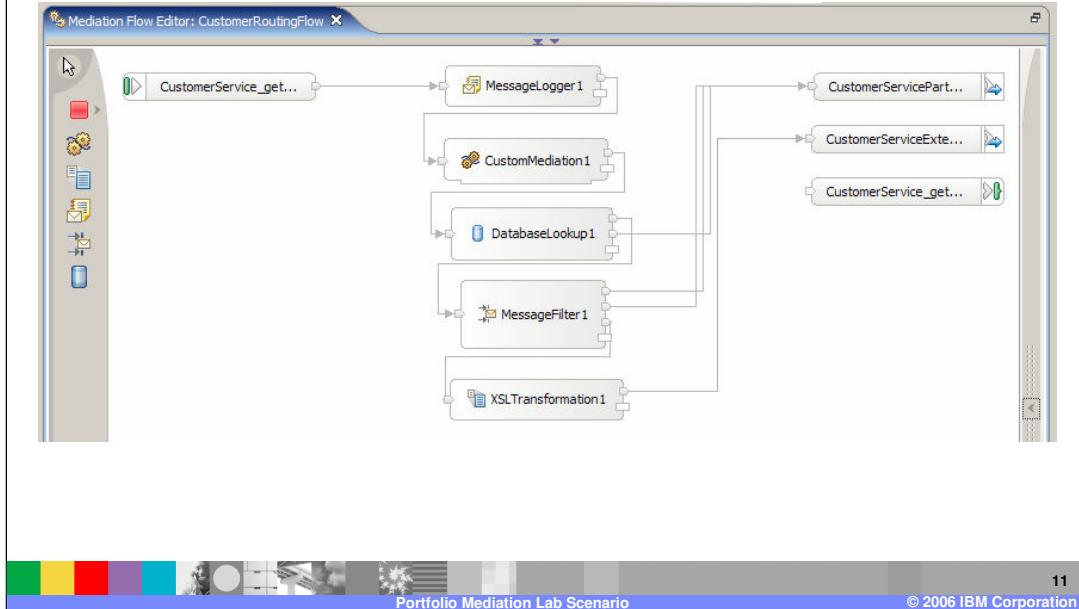 Mediation Flow Editor: CustomerRoutingFlow
CustomerService_get...
MessageLogger1
CustomerServicePart...
CustomMediation1
CustomerServiceExte...
CustomerService_get...
DatabaseLookup1
MessageFilter1
XSLTransformation1
11
Portfolio Mediation Lab Scenario
© 2006 IBM Corporation